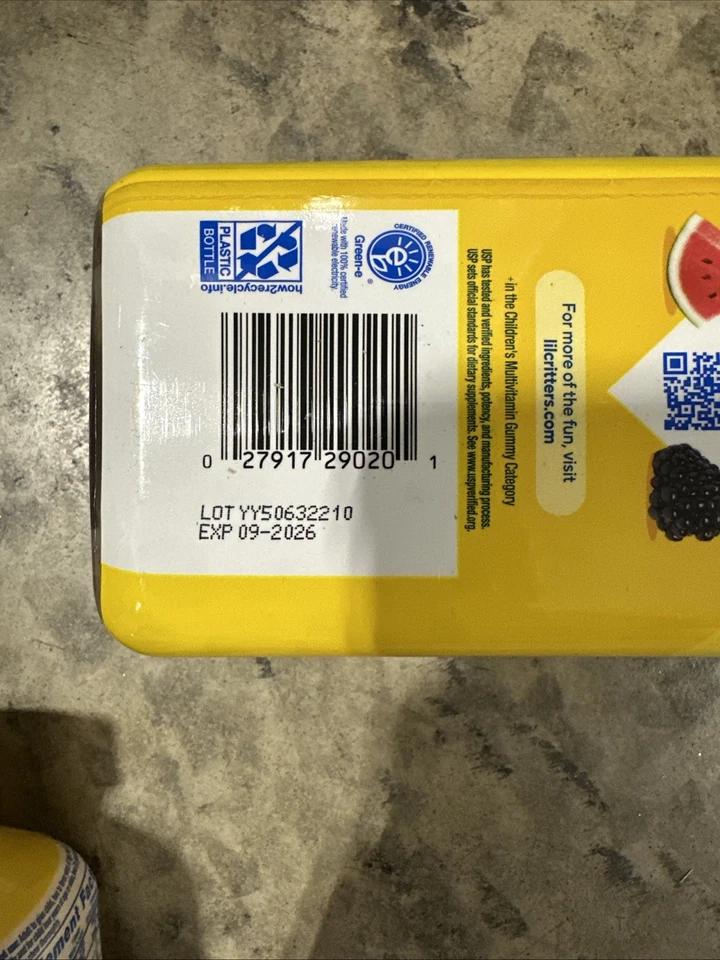 PLASTIC
BOTTLE
how2recycle.info
CERTIFIED RENEWABLE ENERGY
Green-e®
Made with 100% certified
renewable electricity.
0 27917 29020 1
LOT YY50632210
EXP 09-2026
For more of the fun, visit
lilcritters.com
+in the Children's Multivitamin Gummy Category
USP has tested and verified ingredients, potency, and manufacturing process.
USP sets official standards for dietary supplements. See www.uspverified.org.